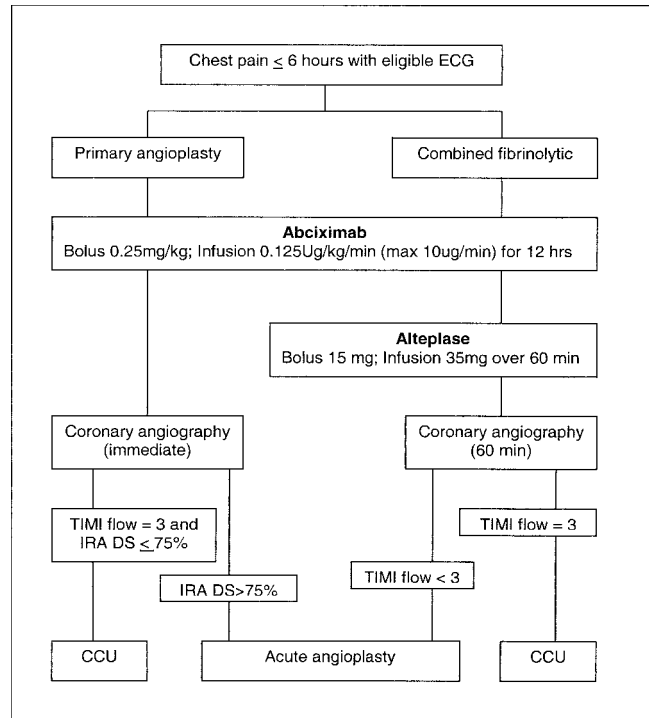 Chest pain ≤ 6 hours with eligible ECG
Primary angioplasty
Combined fibrinolytic
Abciximab
Bolus 0.25mg/kg; Infusion 0.125Ug/kg/min (max 10ug/min) for 12 hrs
Alteplase
Bolus 15 mg; Infusion 35mg over 60 min
Coronary angiography
(immediate)
Coronary angiography
(60 min)
TIMI flow = 3 and
IRA DS ≤ 75%
TIMI flow = 3
IRA DS>75%
TIMI flow < 3
CCU
Acute angioplasty
CCU